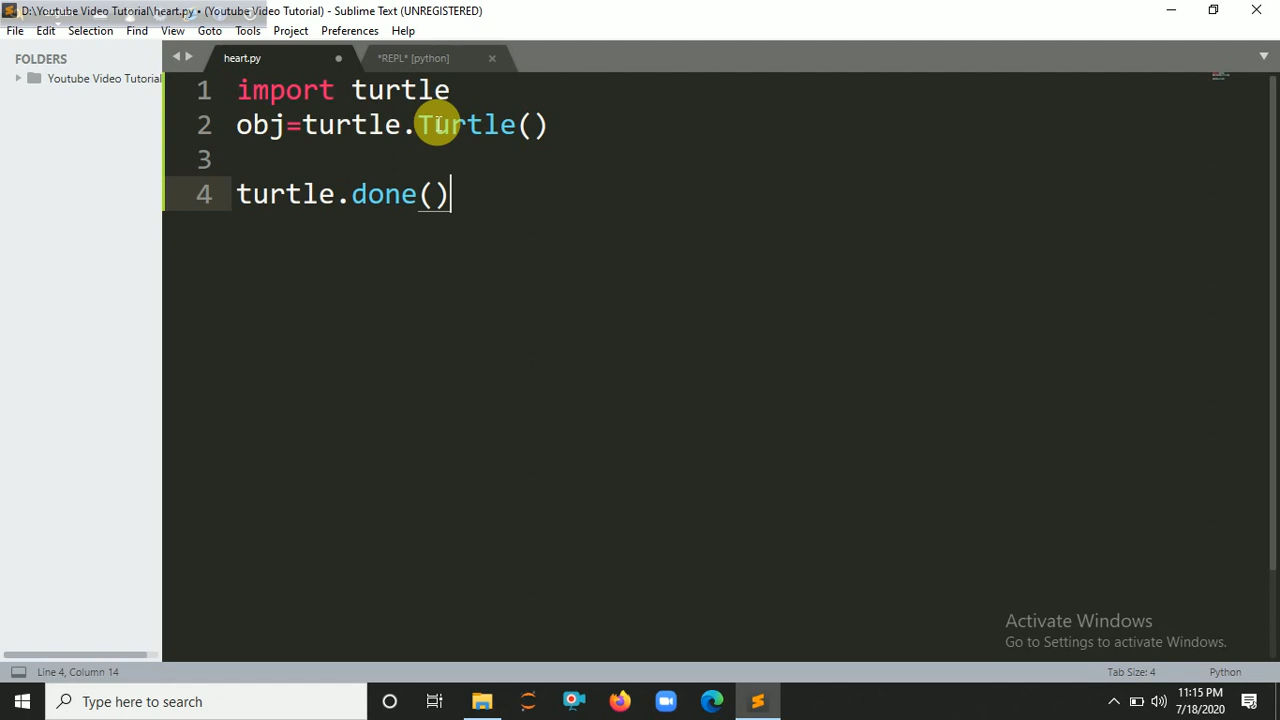 D:\Youtube Video Tutorial\heart.py • (Youtube Video Tutorial) - Sublime Text (UNREGISTERED)
File Edit Selection Find View Goto Tools Project Preferences Help
FOLDERS
Youtube Video Tutorial
heart.py
*REPL* [python]
1 import turtle
2 obj=turtle.Turtle()
3
4 turtle.done()
Activate Windows
Go to Settings to activate Windows.
Line 4, Column 14
Tab Size: 4
Python
Type here to search
11:15 PM
7/18/2020